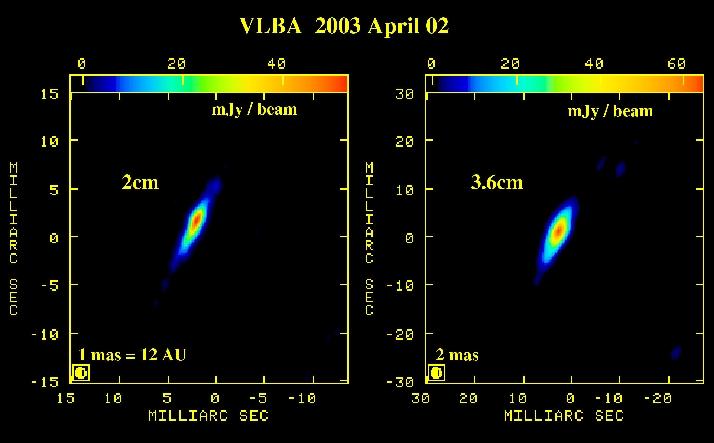 VLBA 2003 April 02
0 20 40
mJy / beam
2cm
15
10
5
0
-5
-10
-15
MILLIARC SEC
1 mas = 12 AU
15 10 5 0 -5 -10
MILLIARC SEC
0 20 40 60
mJy / beam
3.6cm
30
20
10
0
-10
-20
-30
MILLIARC SEC
2 mas
30 20 10 0 -10 -20
MILLIARC SEC